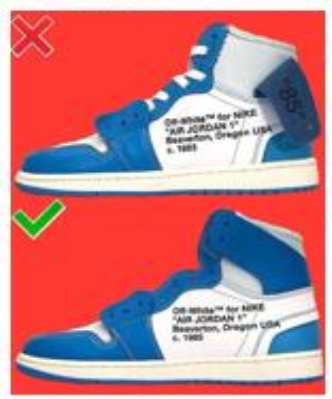 "85"
Off-White™ for NIKE
"AIR JORDAN 1"
Beaverton, Oregon USA
c. 1985
Off-White™ for NIKE
"AIR JORDAN 1"
Beaverton, Oregon USA
c. 1985